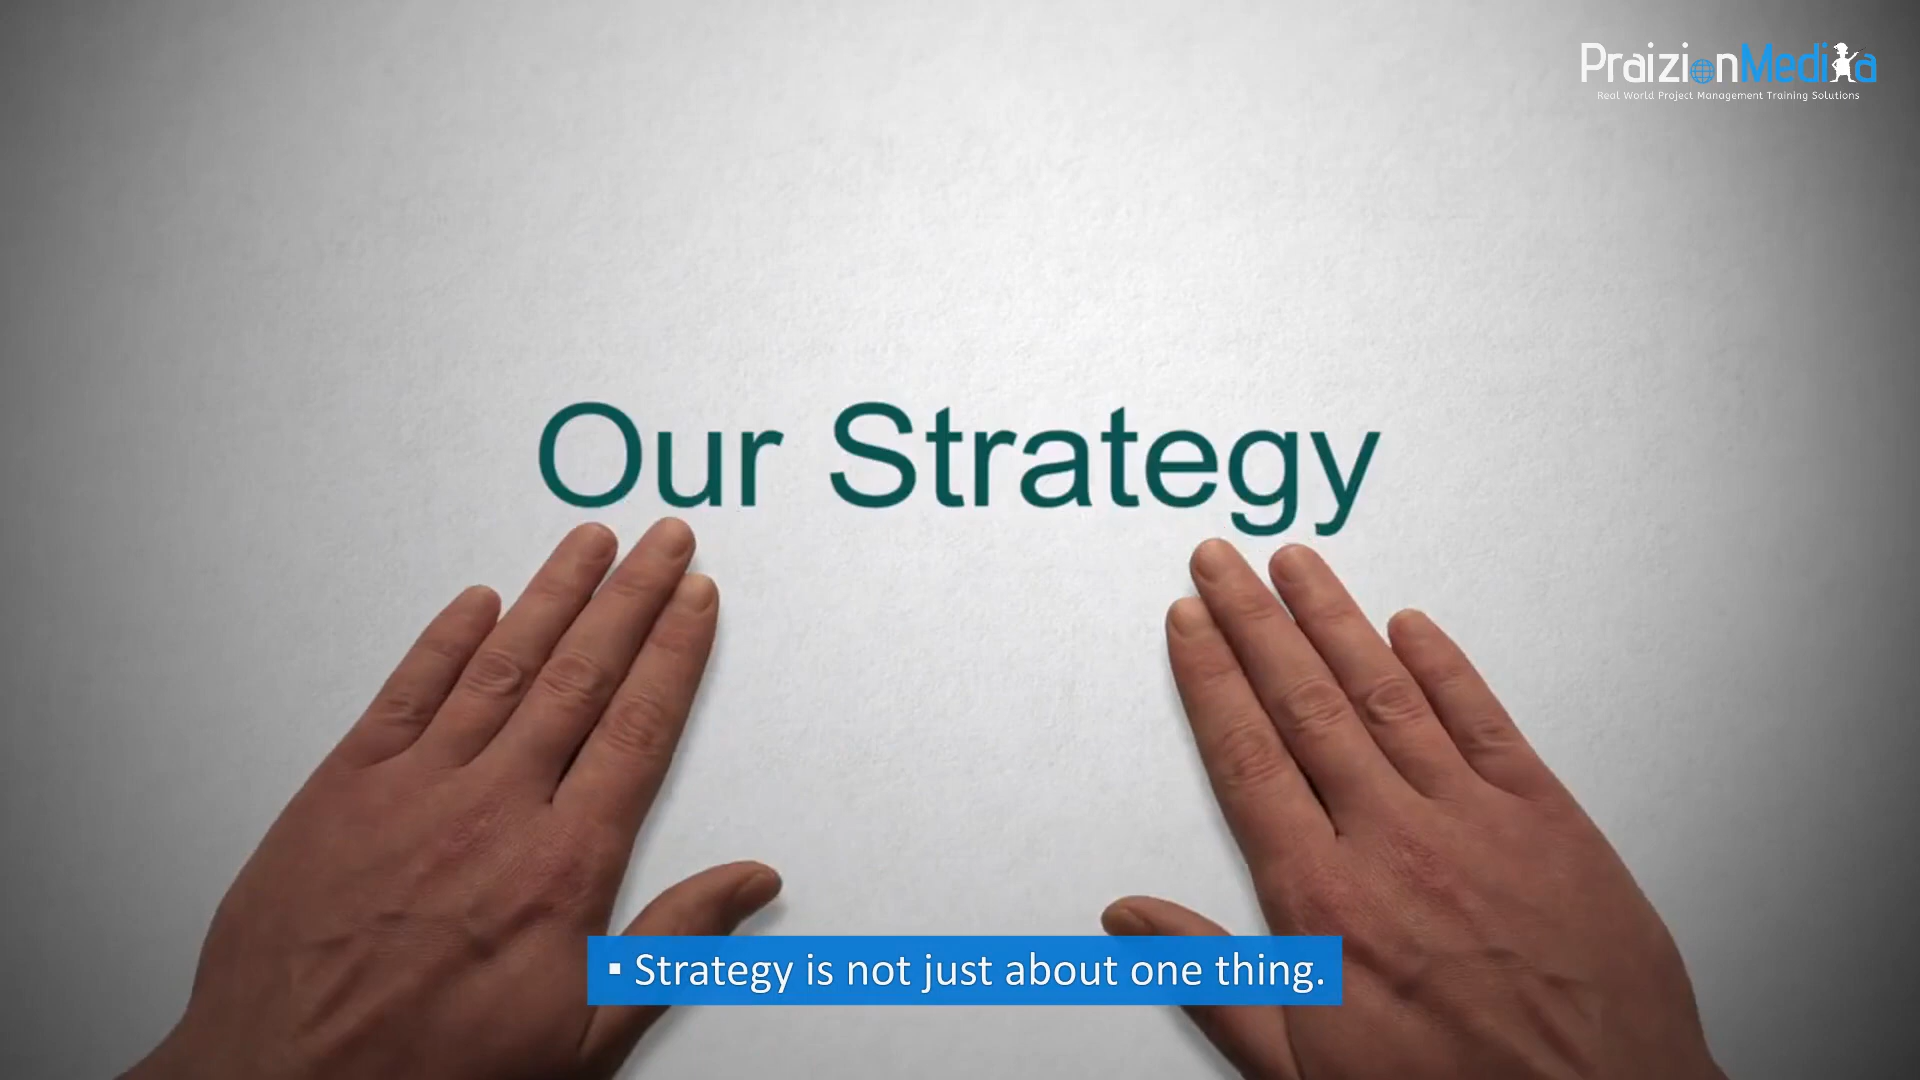 PraizionMedia
Real World Project Management Training Solutions
Our Strategy
▪ Strategy is not just about one thing.